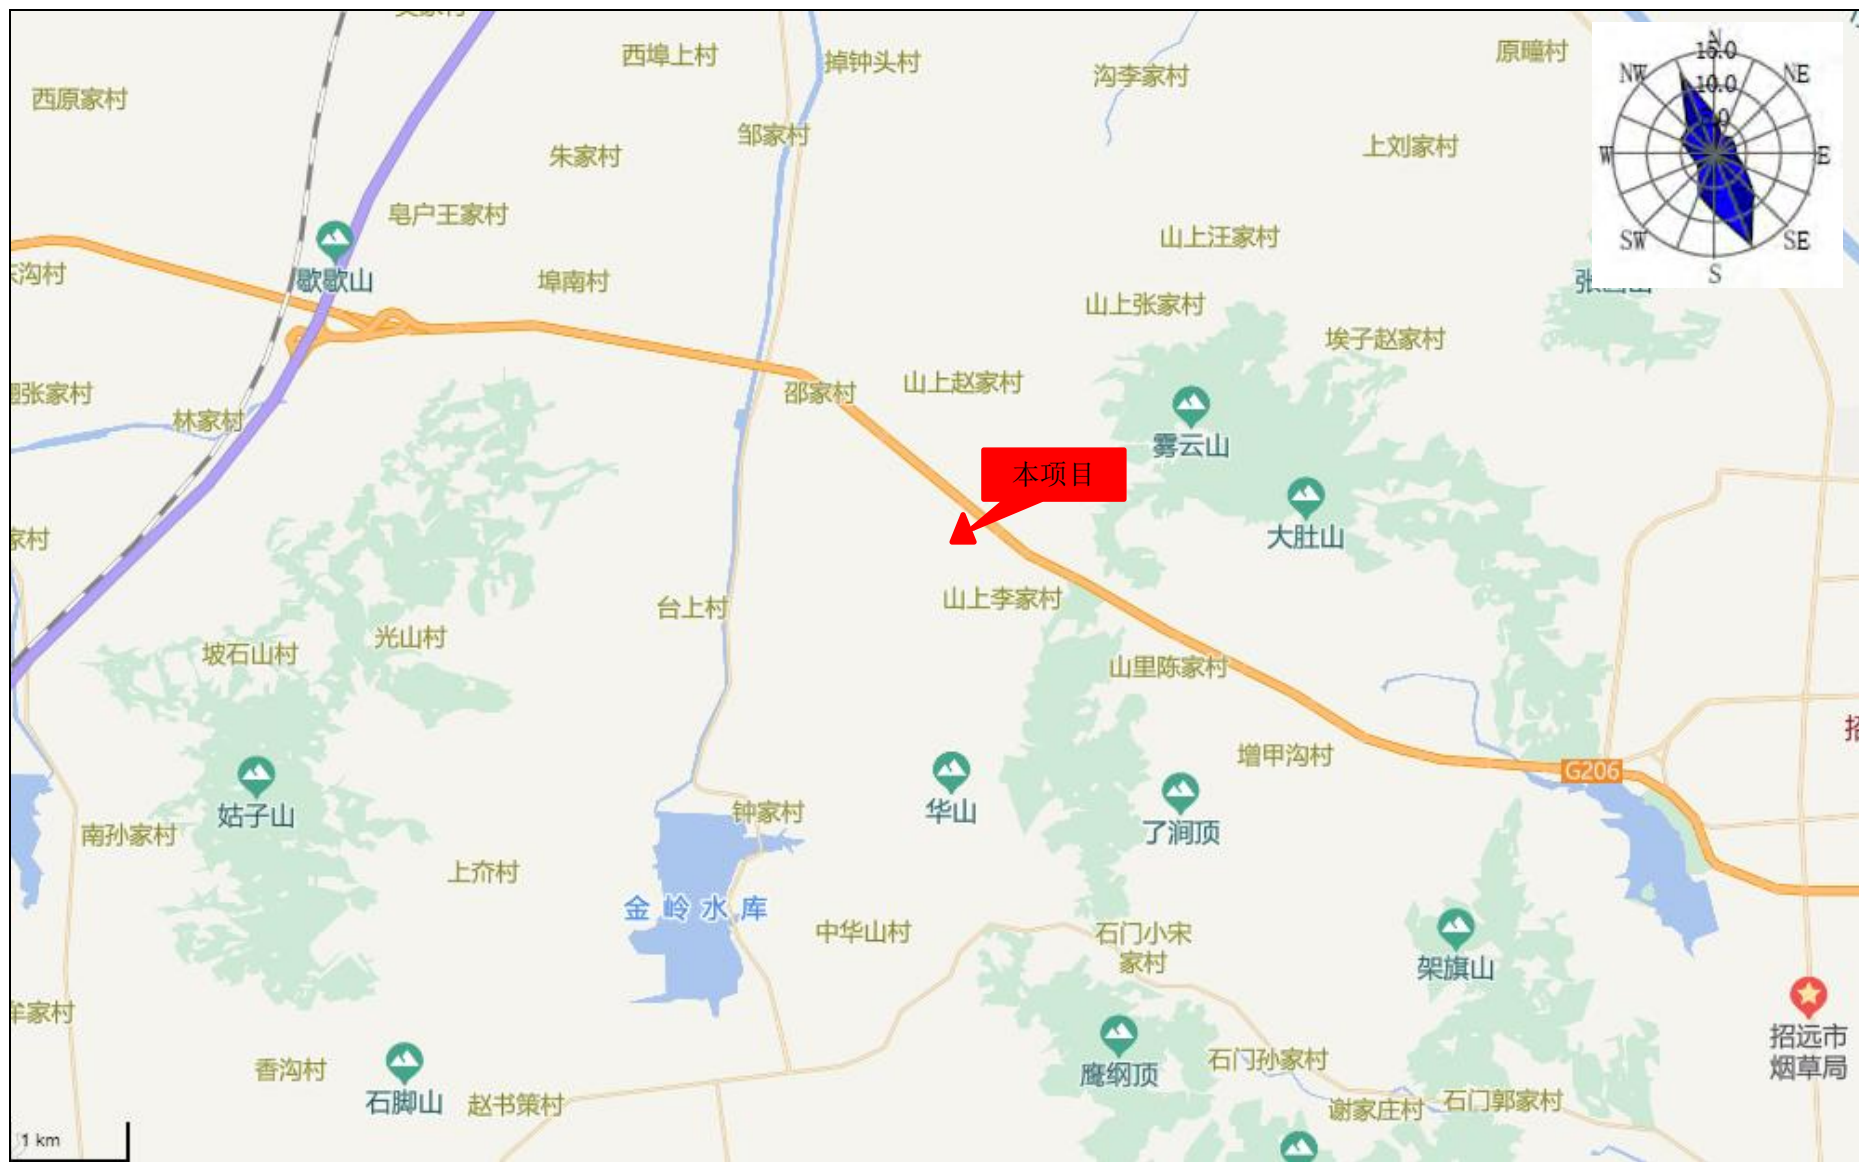 西埠上村
掉钟头村
沟李家村
原疃村
N
15.0
10.0
NW
NE
W
E
SW
SE
S
西原家村
邹家村
朱家村
上刘家村
皂户王家村
山上汪家村
歇歇山
埠南村
山上张家村
埃子赵家村
张家村
林家村
邵家村
山上赵家村
雾云山
本项目
大肚山
家村
台上村
山上李家村
光山村
坡石山村
山里陈家村
招
增甲沟村
G206
姑子山
南孙家村
钟家村
华山
了涧顶
上夼村
金岭水库
中华山村
石门小宋
家村
架旗山
牟家村
招远市
烟草局
香沟村
石脚山
赵书策村
鹰纲顶
石门孙家村
谢家庄村
石门郭家村
1 km